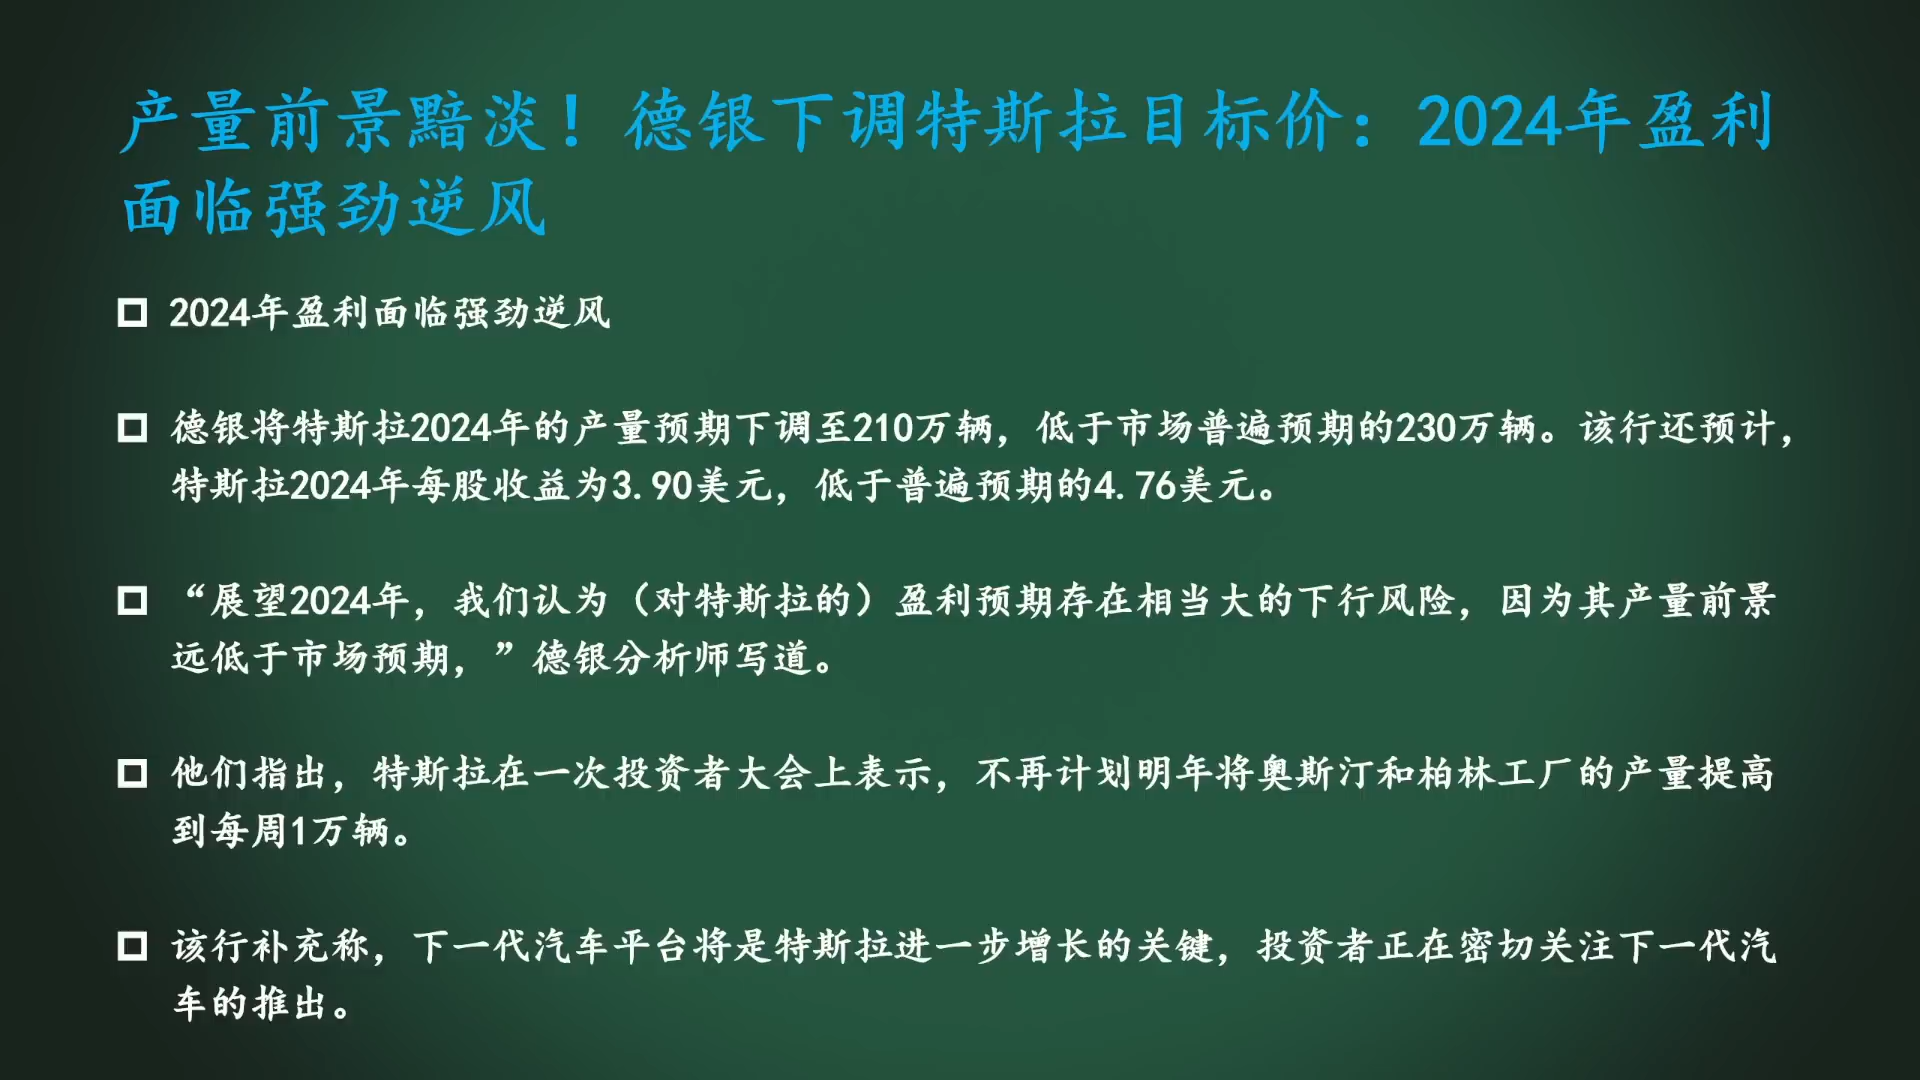 产量前景黯淡！德银下调特斯拉目标价：2024年盈利
面临强劲逆风
2024年盈利面临强劲逆风
德银将特斯拉2024年的产量预期下调至210万辆，低于市场普遍预期的230万辆。该行还预计，
特斯拉2024年每股收益为3.90美元，低于普遍预期的4.76美元。
“展望2024年，我们认为（对特斯拉的）盈利预期存在相当大的下行风险，因为其产量前景
远低于市场预期，”德银分析师写道。
他们指出，特斯拉在一次投资者大会上表示，不再计划明年将奥斯汀和柏林工厂的产量提高
到每周1万辆。
该行补充称，下一代汽车平台将是特斯拉进一步增长的关键，投资者正在密切关注下一代汽
车的推出。